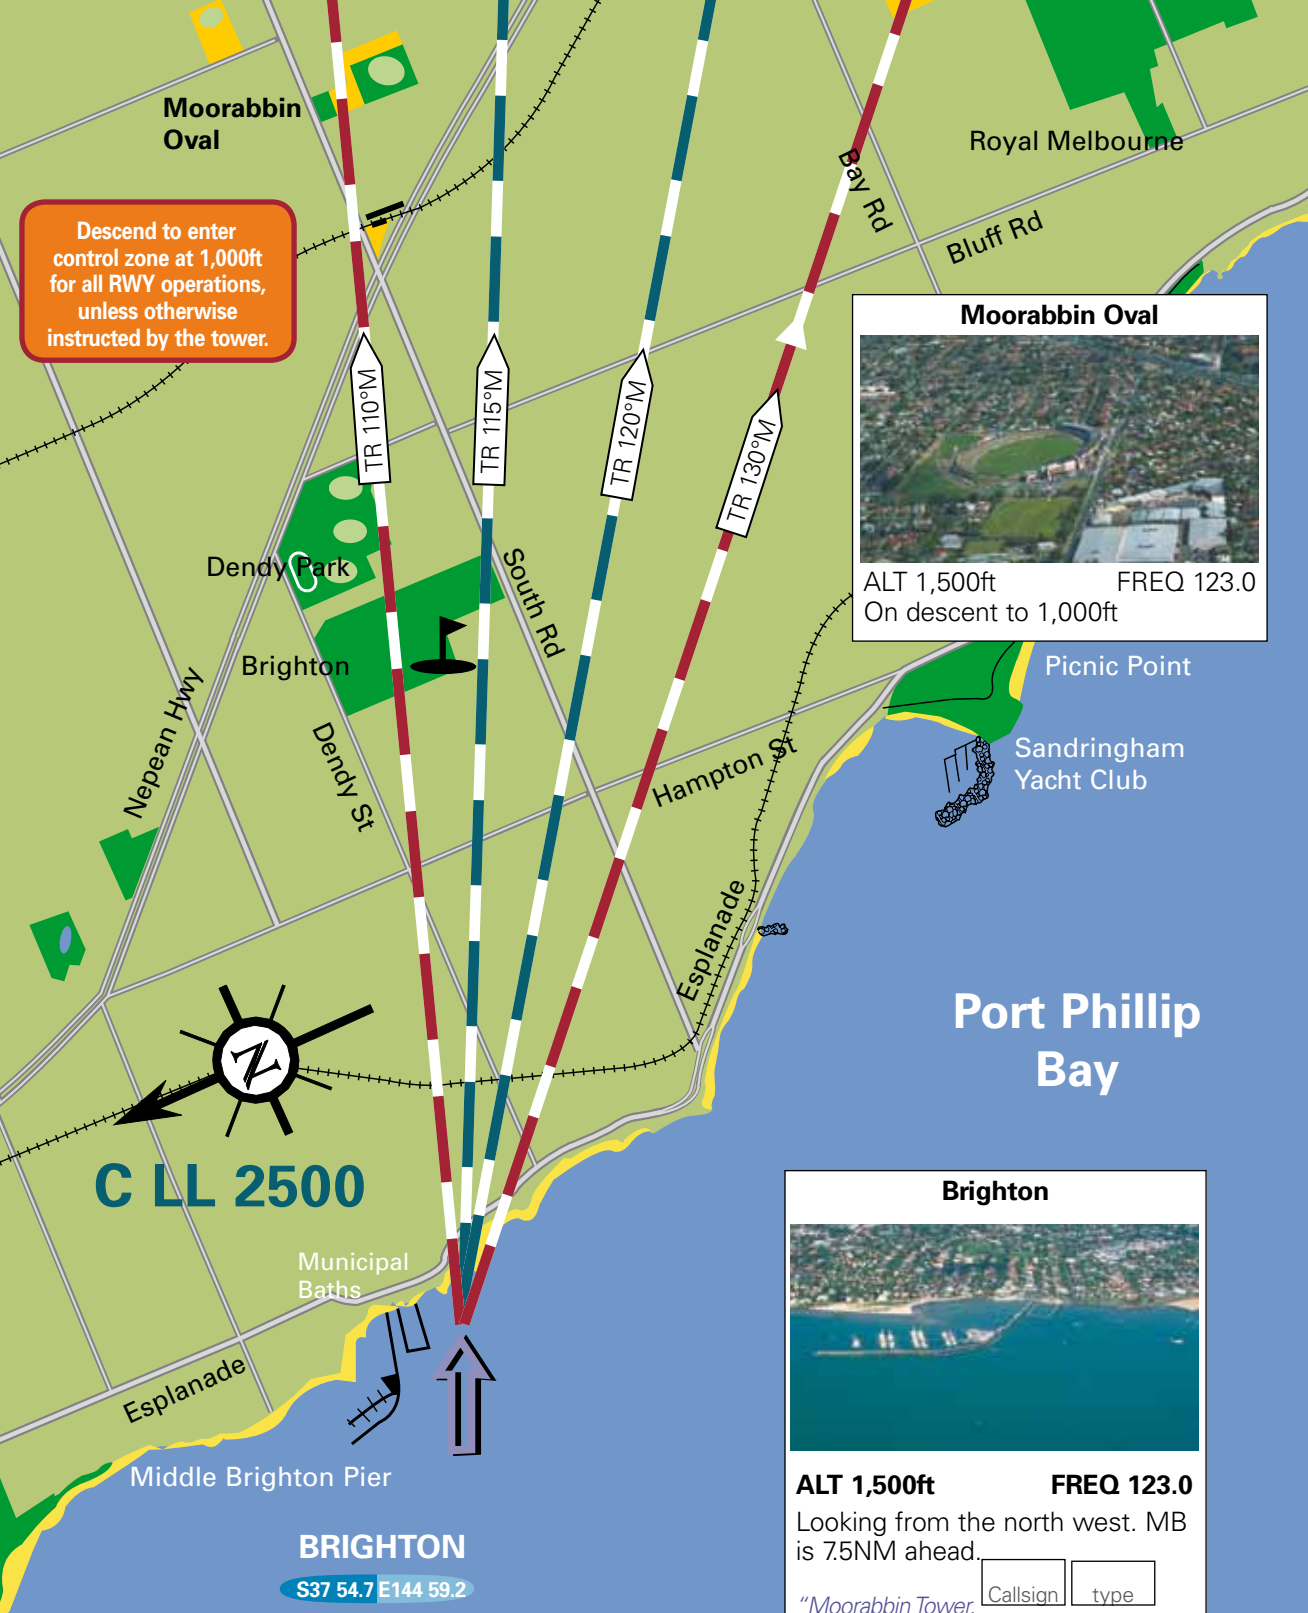 Moorabbin
Oval
Royal Melbourne
Bay Rd
Bluff Rd
Descend to enter
control zone at 1,000ft
for all RWY operations,
unless otherwise
instructed by the tower.
Moorabbin Oval
ALT 1,500ft FREQ 123.0
On descent to 1,000ft
TR 110°M
TR 115°M
TR 120°M
TR 130°M
Dendy Park
South Rd
Brighton
Nepean Hwy
Dendy St
Hampton St
Picnic Point
Sandringham
Yacht Club
Esplanade
Port Phillip
Bay
N
C LL 2500
Municipal
Baths
Esplanade
Middle Brighton Pier
BRIGHTON
S37 54.7 E144 59.2
Brighton
ALT 1,500ft FREQ 123.0
Looking from the north west. MB
is 7.5NM ahead.
"Moorabbin Tower, Callsign type